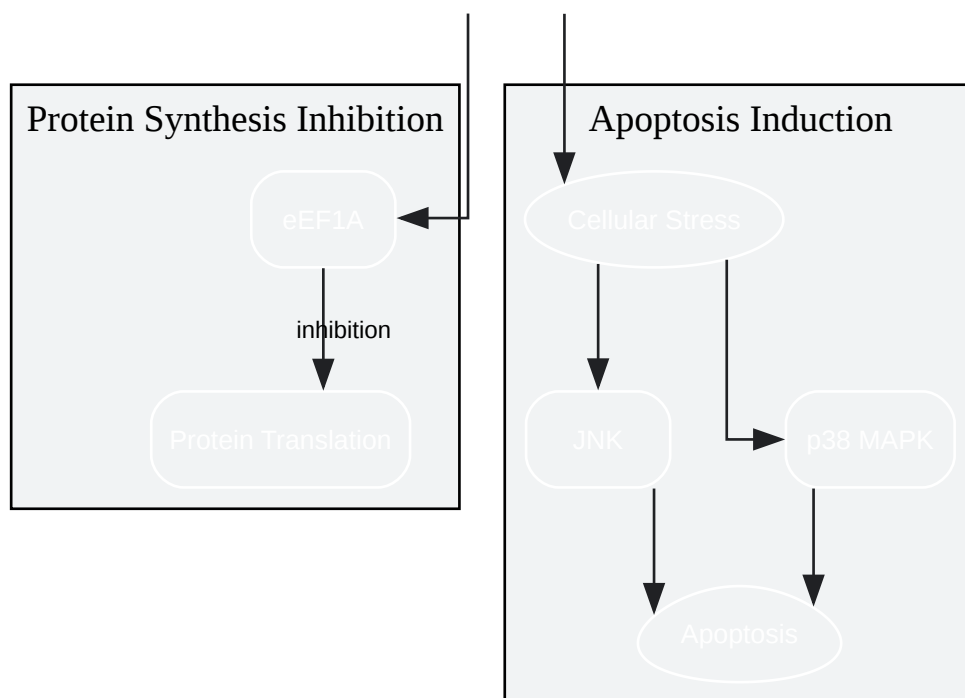 Protein Synthesis Inhibition
eEF1A
inhibition
Protein Translation
Apoptosis Induction
Cellular Stress
JNK
p38 MAPK
Apoptosis